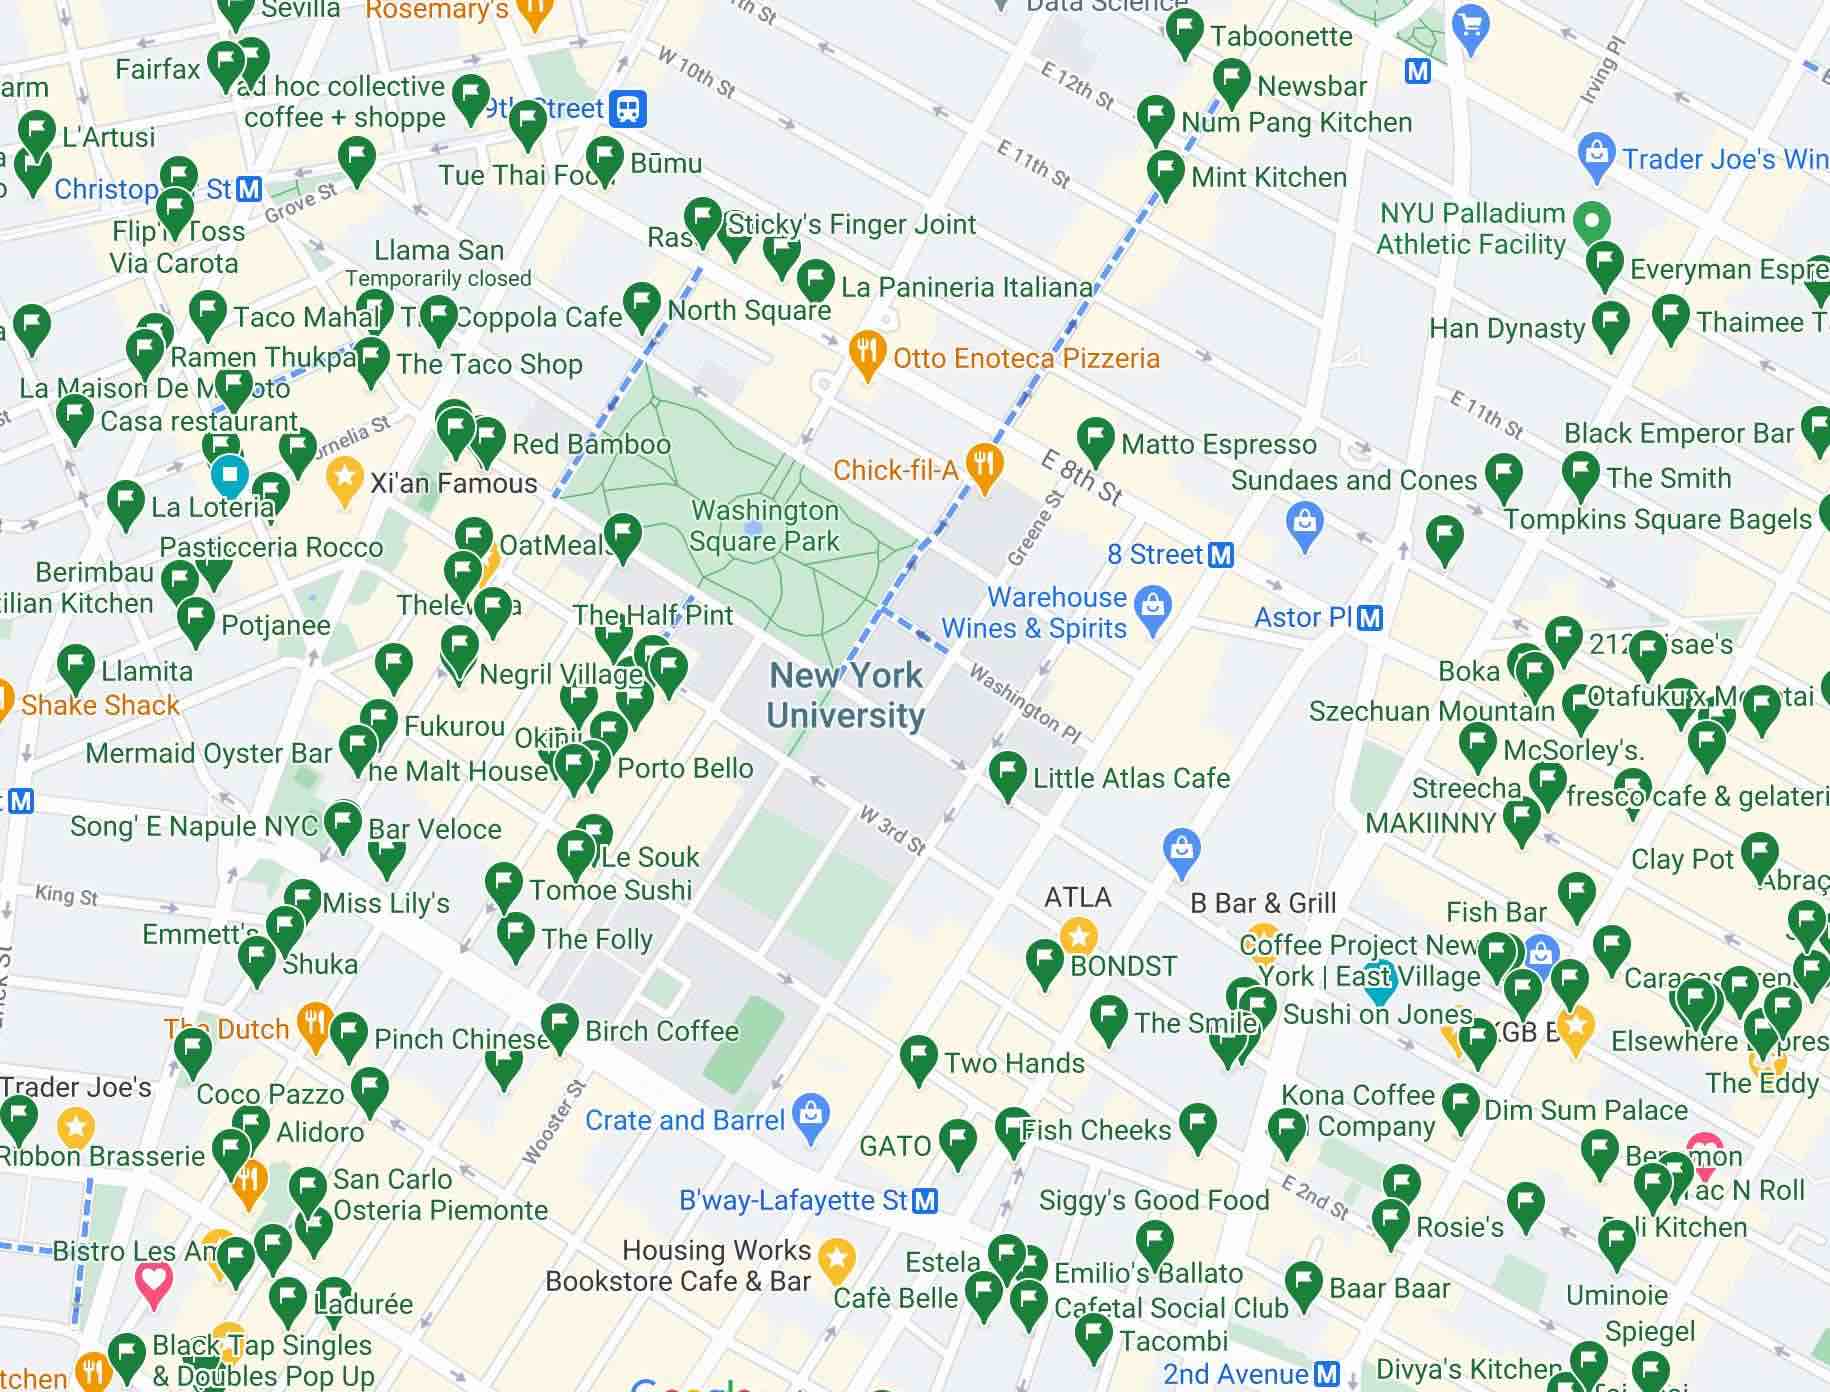 Sevilla
Rosemary's
Data Science
Taboonette
Fairfax
W 10th St
E 12th St
M
Irving Pl
arm
ad hoc collective
coffee + shoppe
9th Street
Newsbar
L'Artusi
Num Pang Kitchen
Tue Thai Food
Būmu
E 11th St
Trader Joe's Win
Christopher St M
Mint Kitchen
Grove St
NYU Palladium
Athletic Facility
Flip'n Toss
Via Carota
Llama San
Temporarily closed
Ras
Sticky's Finger Joint
Everyman Espre
La Panineria Italiana
Taco Mahal
Coppola Cafe
North Square
Han Dynasty
Thaimee T
Ramen Thukpa
The Taco Shop
Otto Enoteca Pizzeria
La Maison De M
oto
Casa restaurant
ornelia St
Red Bamboo
Matto Espresso
E 11th St
Black Emperor Bar
Chick-fil-A
E 8th St
Xi'an Famous
Sundaes and Cones
The Smith
La Loteria
Washington
Square Park
Greene St
Tompkins Square Bagels
Pasticceria Rocco
OatMeals
8 Street M
Berimbau
zilian Kitchen
Thelewala
The Half Pint
Warehouse
Wines & Spirits
Astor Pl M
Potjanee
212
isae's
Llamita
Negril Village
New York
University
Washington Pl
Boka
Shake Shack
Szechuan Mountain
Otafuku x M
tai
Fukurou
Okini
Mermaid Oyster Bar
he Malt House
Porto Bello
McSorley's.
Little Atlas Cafe
Streecha
fresco cafe & gelateri
M
Song' E Napule NYC
Bar Veloce
W 3rd St
MAKIINNY
Le Souk
Clay Pot
King St
Tomoe Sushi
Abraç
Miss Lily's
ATLA
B Bar & Grill
Fish Bar
Emmett's
The Folly
Coffee Project New
York | East Village
Shuka
BONDST
Caracas
rep
The Dutch
Pinch Chinese
Birch Coffee
The Smile
Sushi on Jones
KGB B
Elsewhere Espres
Two Hands
Trader Joe's
Coco Pazzo
The Eddy
Wooster St
Crate and Barrel
Kona Coffee
Company
Dim Sum Palace
Alidoro
GATO
Fish Cheeks
Ribbon Brasserie
San Carlo
Osteria Piemonte
B'way-Lafayette St M
Siggy's Good Food
E 2nd St
ac N Roll
Rosie's
li Kitchen
Bistro Les Am
Housing Works
Bookstore Cafe & Bar
Estela
Emilio's Ballato
Cafè Belle
Cafetal Social Club
Baar Baar
Uminoie
Ladurée
Spiegel
Black Tap Singles
& Doubles Pop Up
Tacombi
tchen
2nd Avenue M
Divya's Kitchen
Google